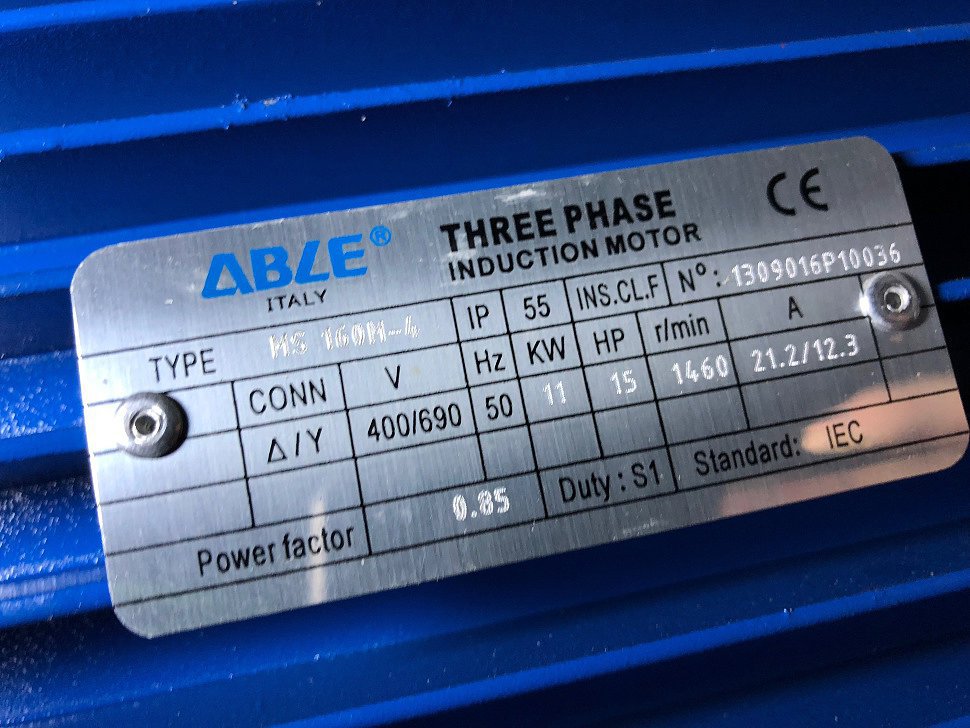 ABLE®
ITALY
THREE PHASE
INDUCTION MOTOR
CE
TYPE MS 160M-4 IP 55 INS.CL.F Nº: 1309016P10036
CONN V Hz KW HP r/min A
Δ/Y 400/690 50 11 15 1460 21.2/12.3
Power factor 0.85 Duty: S1 Standard: IEC